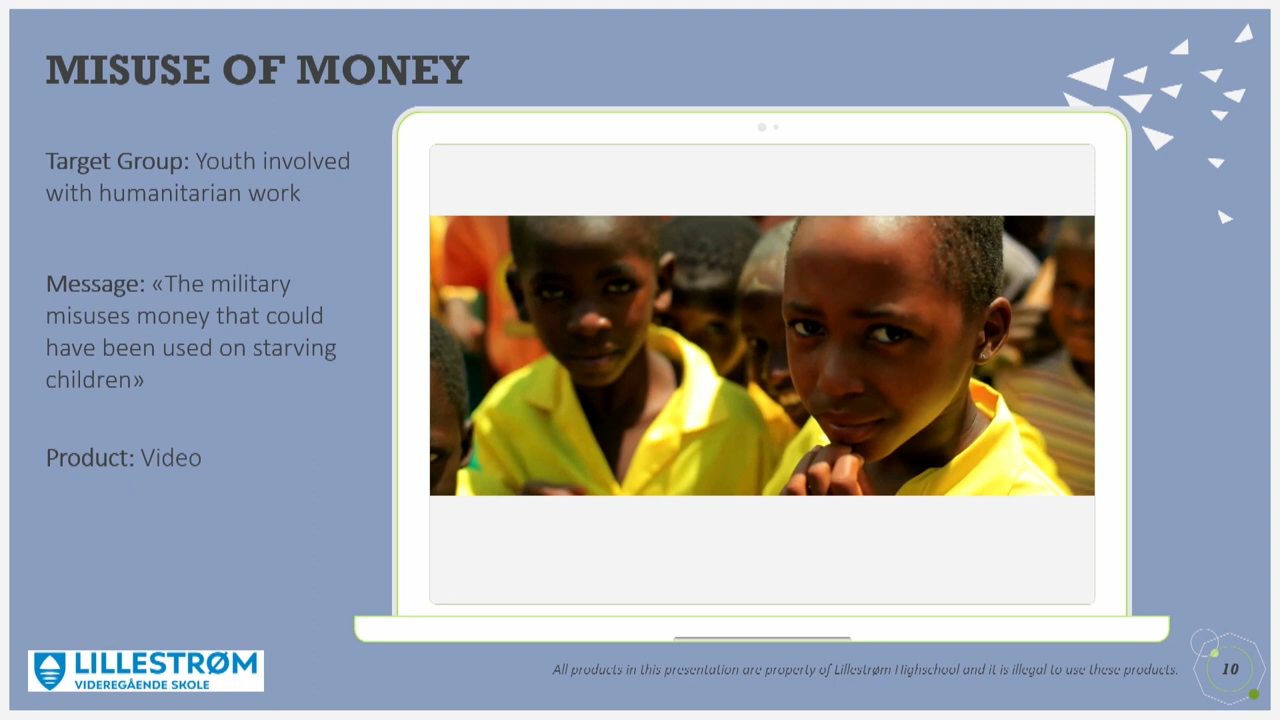 MISUSE OF MONEY
Target Group: Youth involved
with humanitarian work
Message: «The military
misuses money that could
have been used on starving
children»
Product: Video
LILLESTRØM
VIDEREGÅENDE SKOLE
All products in this presentation are property of Lillestrøm Highschool and it is illegal to use these products.
10